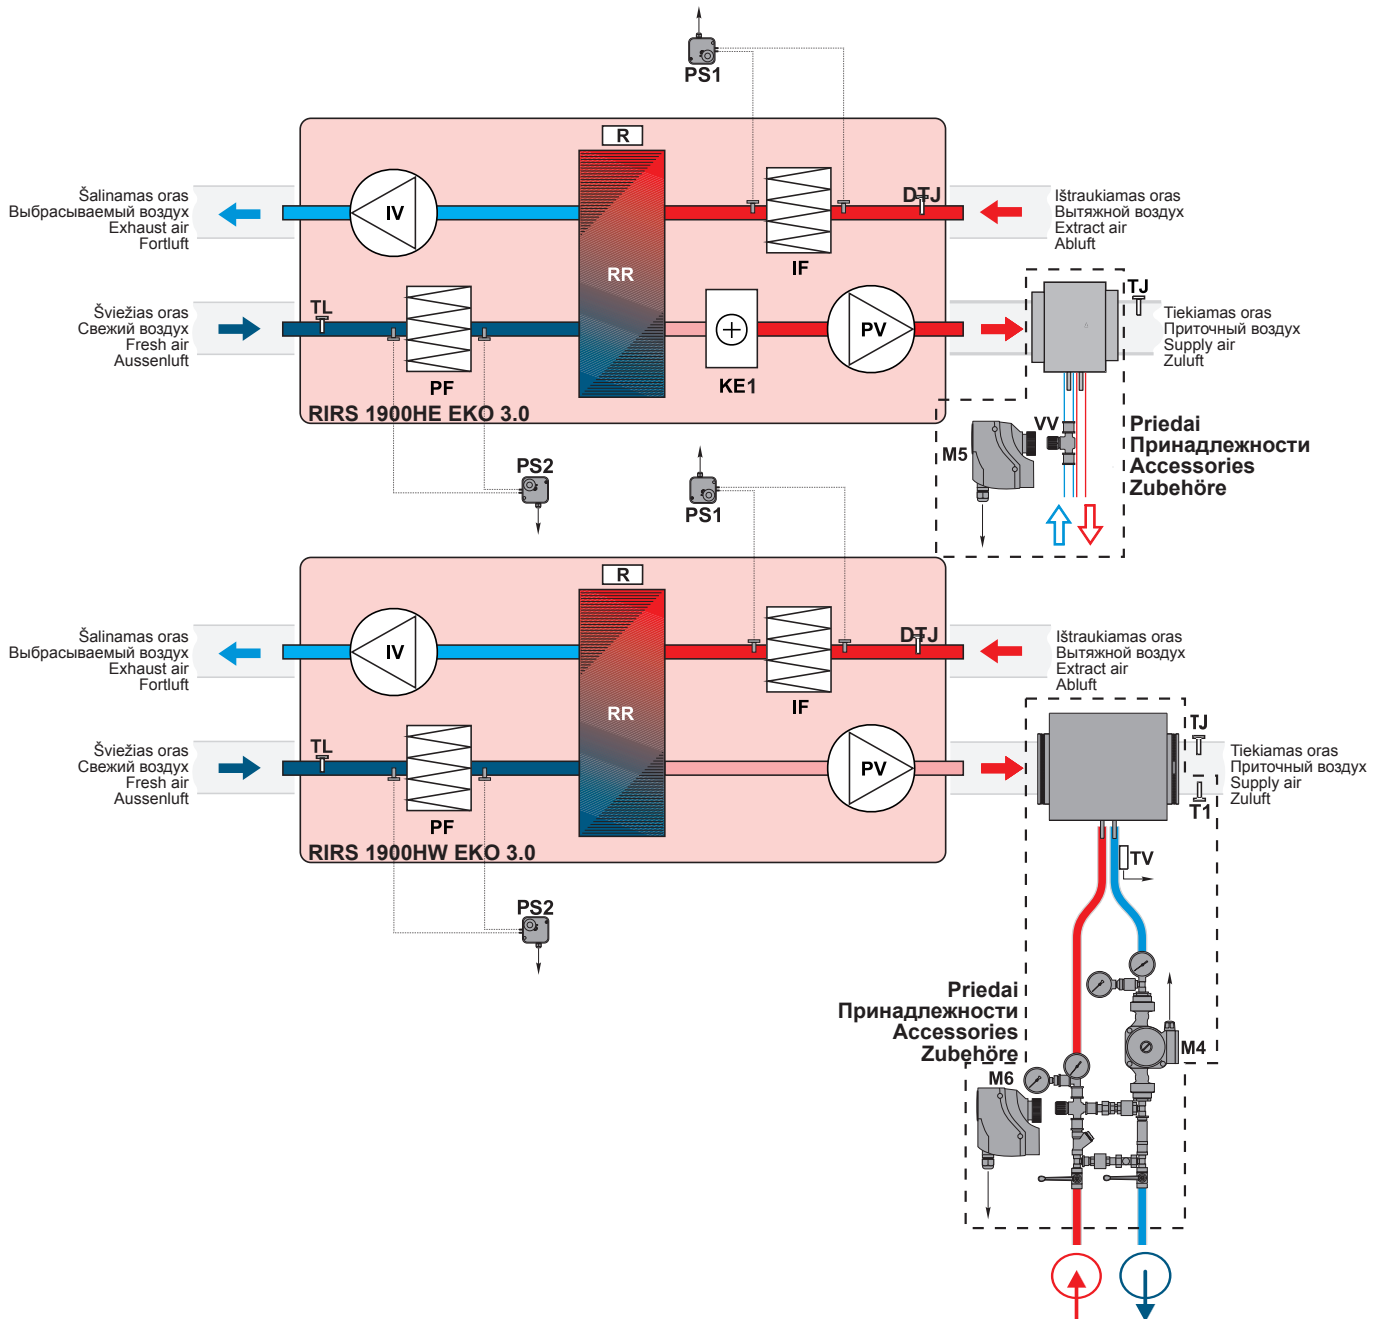 PS1
R
Šalinamas oras
Выбрасываемый воздух
Exhaust air
Fortluft
IV
RR
IF
DTJ
Ištraukiamas oras
Вытяжной воздух
Extract air
Abluft
Šviežias oras
Свежий воздух
Fresh air
Aussenluft
TL
PF
KE1
PV
TJ
Tiekiamas oras
Приточный воздух
Supply air
Zuluft
RIRS 1900HE EKO 3.0
M5
VV
Priedai
Принадлежности
Accessories
Zubehöre
PS2
PS1
R
Šalinamas oras
Выбрасываемый воздух
Exhaust air
Fortluft
IV
RR
IF
DTJ
Ištraukiamas oras
Вытяжной воздух
Extract air
Abluft
Šviežias oras
Свежий воздух
Fresh air
Aussenluft
TL
PF
PV
TJ
T1
Tiekiamas oras
Приточный воздух
Supply air
Zuluft
RIRS 1900HW EKO 3.0
TV
PS2
Priedai
Принадлежности
Accessories
Zubehöre
M4
M6